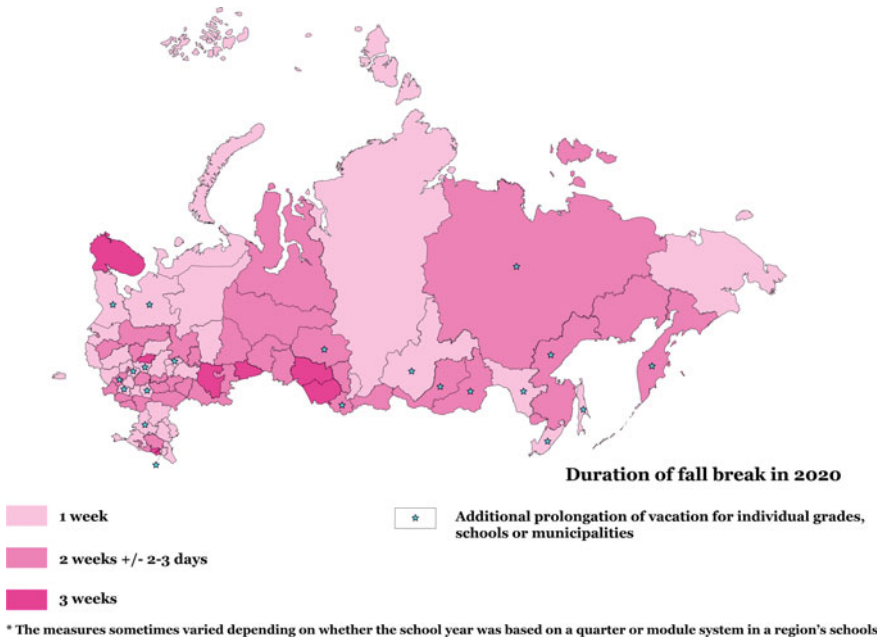 Duration of fall break in 2020
1 week
2 weeks +/- 2-3 days
3 weeks
Additional prolongation of vacation for individual grades,
schools or municipalities
* The measures sometimes varied depending on whether the school year was based on a quarter or module system in a region's schools